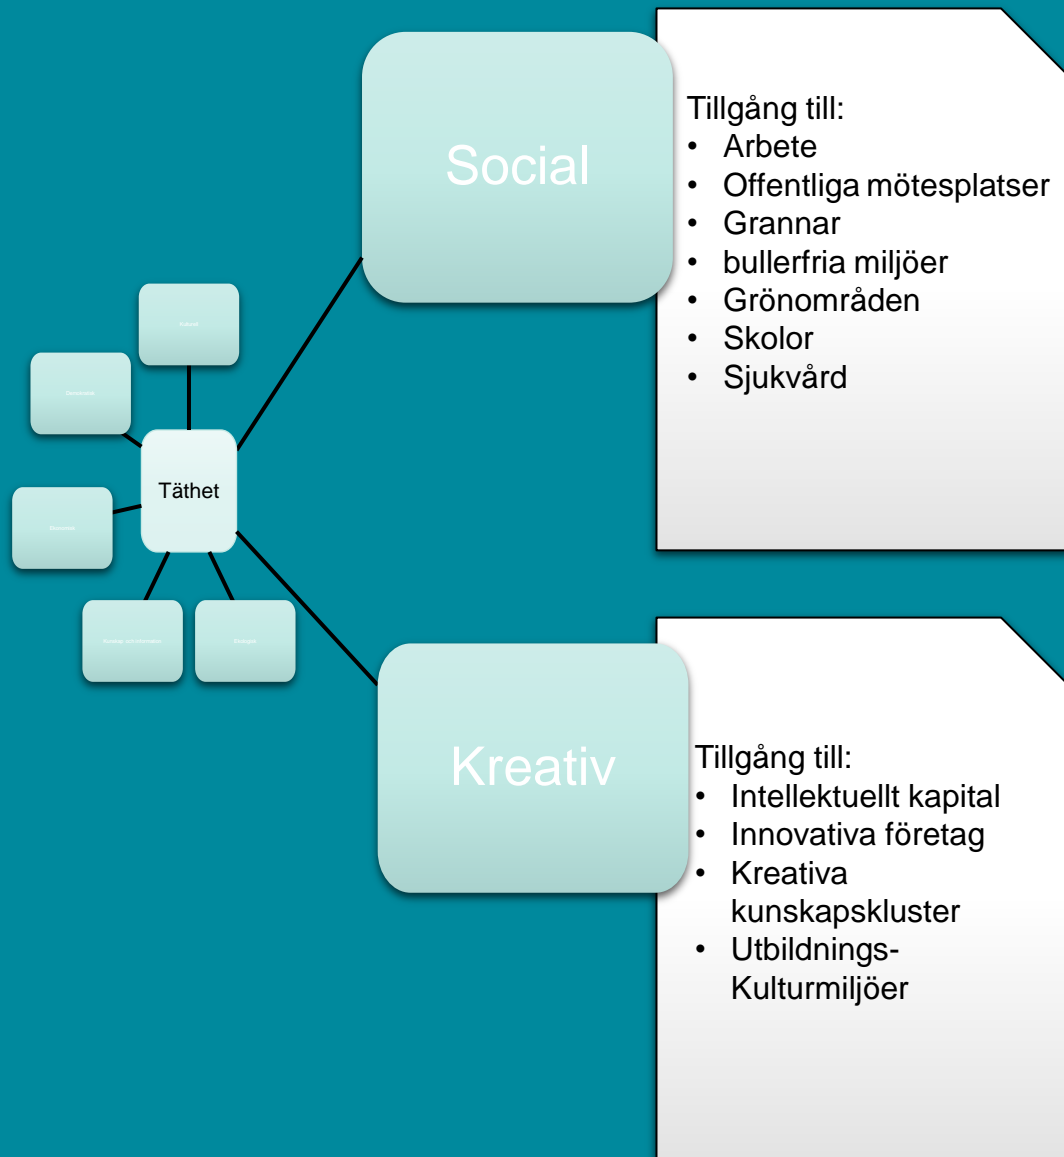 Social
Tillgång till:
• Arbete
• Offentliga mötesplatser
• Grannar
• bullerfria miljöer
• Grönområden
• Skolor
• Sjukvård
Täthet
Kreativ
Tillgång till:
• Intellektuellt kapital
• Innovativa företag
• Kreativa
kunskapskluster
• Utbildnings-
Kulturmiljöer